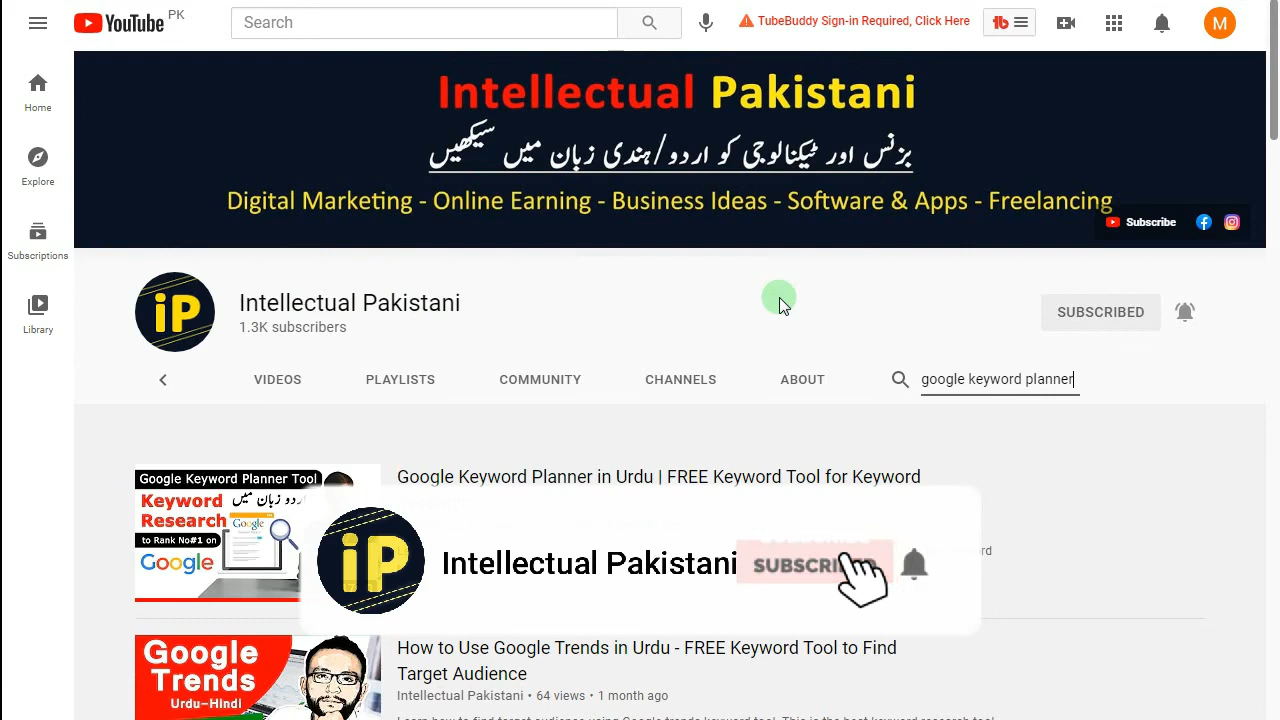 YouTube PK
Search
TubeBuddy Sign-in Required, Click Here
tb
M
Home
Explore
Subscriptions
Library
Intellectual Pakistani
بزنس اور ٹیکنالوجی کو اردو/ہندی زبان میں سیکھیں
Digital Marketing - Online Earning - Business Ideas - Software & Apps - Freelancing
Subscribe
iP
Intellectual Pakistani
1.3K subscribers
SUBSCRIBED
VIDEOS
PLAYLISTS
COMMUNITY
CHANNELS
ABOUT
google keyword planner
Google Keyword Planner Tool
Keyword اردو زبان میں
Research
to Rank No#1 on
Google
Google
Google Keyword Planner in Urdu | FREE Keyword Tool for Keyword
iP
Intellectual Pakistani
Google
Trends
Urdu-Hindi
How to Use Google Trends in Urdu - FREE Keyword Tool to Find
Target Audience
Intellectual Pakistani • 64 views • 1 month ago